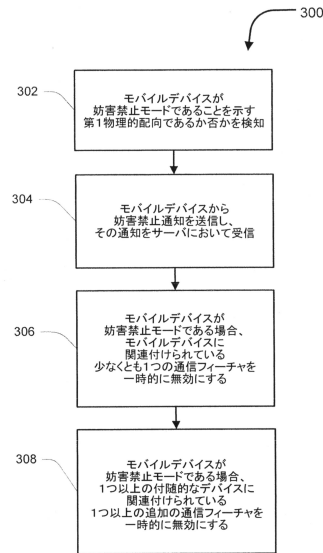 300
302
モバイルデバイスが
妨害禁止モードであることを示す
第1物理的配向であるか否かを検知
304
モバイルデバイスから
妨害禁止通知を送信し、
その通知をサーバにおいて受信
306
モバイルデバイスが
妨害禁止モードである場合、
モバイルデバイスに
関連付けられている
少なくとも1つの通信フィーチャを
一時的に無効にする
308
モバイルデバイスが
妨害禁止モードである場合、
1つ以上の付随的なデバイスに
関連付けられている
1つ以上の追加の通信フィーチャを
一時的に無効にする